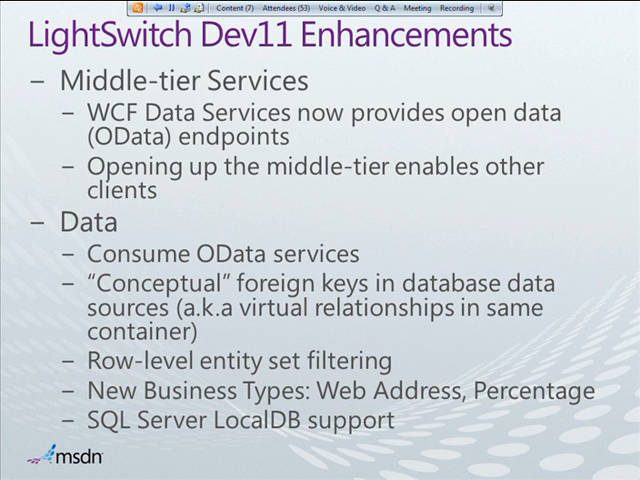 Content (7) Attendees (53) Voice & Video Q & A Meeting Recording
LightSwitch Dev11 Enhancements
– Middle-tier Services
– WCF Data Services now provides open data
(OData) endpoints
– Opening up the middle-tier enables other
clients
– Data
– Consume OData services
– “Conceptual” foreign keys in database data
sources (a.k.a virtual relationships in same
container)
– Row-level entity set filtering
– New Business Types: Web Address, Percentage
– SQL Server LocalDB support
msdn